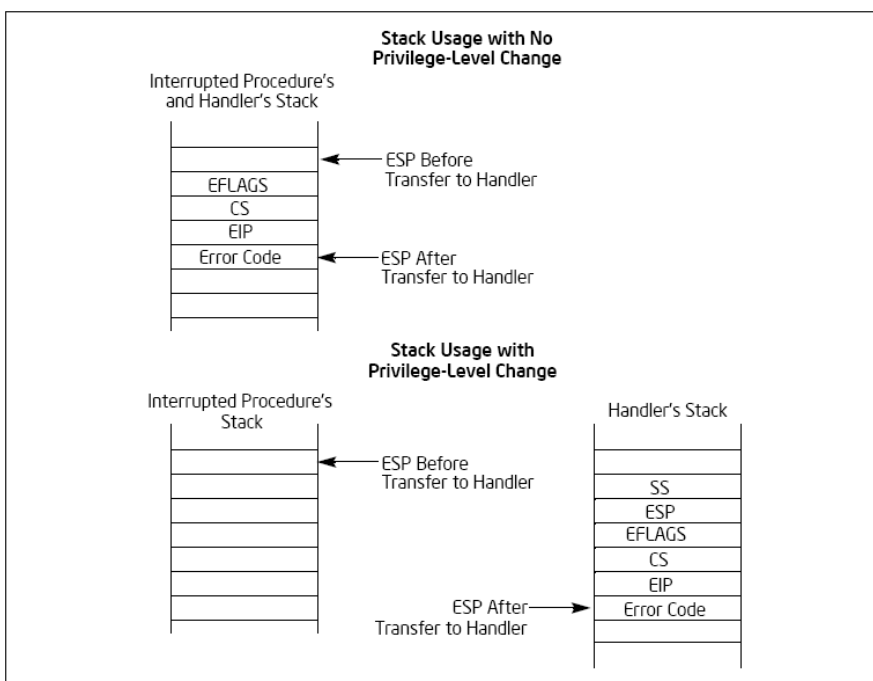 Stack Usage with No
Privilege-Level Change
Interrupted Procedure's
and Handler's Stack
ESP Before
Transfer to Handler
EFLAGS
CS
EIP
Error Code
ESP After
Transfer to Handler
Stack Usage with
Privilege-Level Change
Interrupted Procedure's
Stack
Handler's Stack
ESP Before
Transfer to Handler
SS
ESP
EFLAGS
CS
EIP
ESP After
Transfer to Handler
Error Code